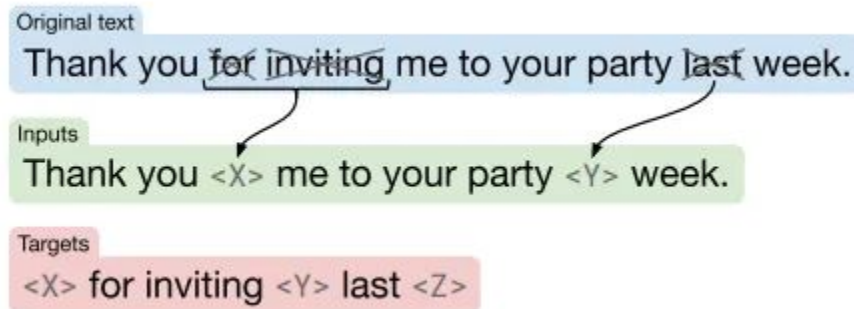 Original text
Thank you for inviting me to your party last week.
Inputs
Thank you <X> me to your party <Y> week.
Targets
<X> for inviting <Y> last <Z>